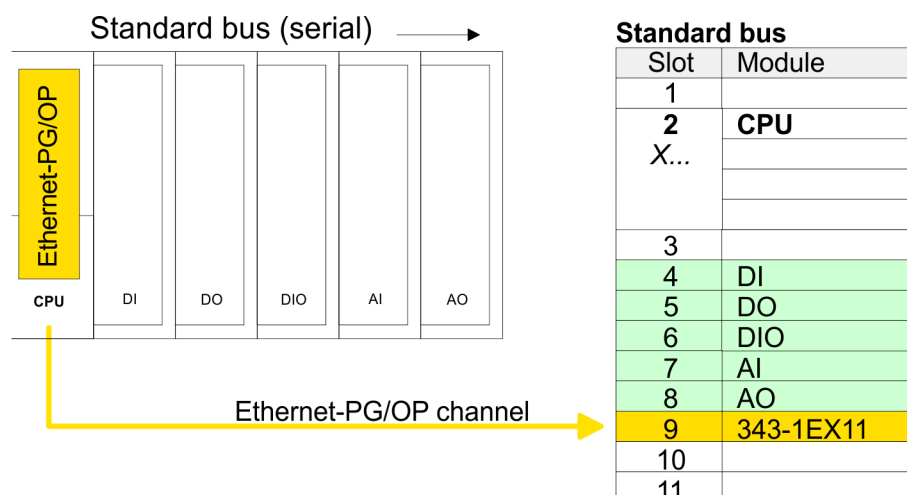 Standard bus (serial)
Ethernet-PG/OP
CPU
DI
DO
DIO
AI
AO
Ethernet-PG/OP channel
Standard bus
Slot Module
1
2 CPU
X...
3
4 DI
5 DO
6 DIO
7 AI
8 AO
9 343-1EX11
10
11